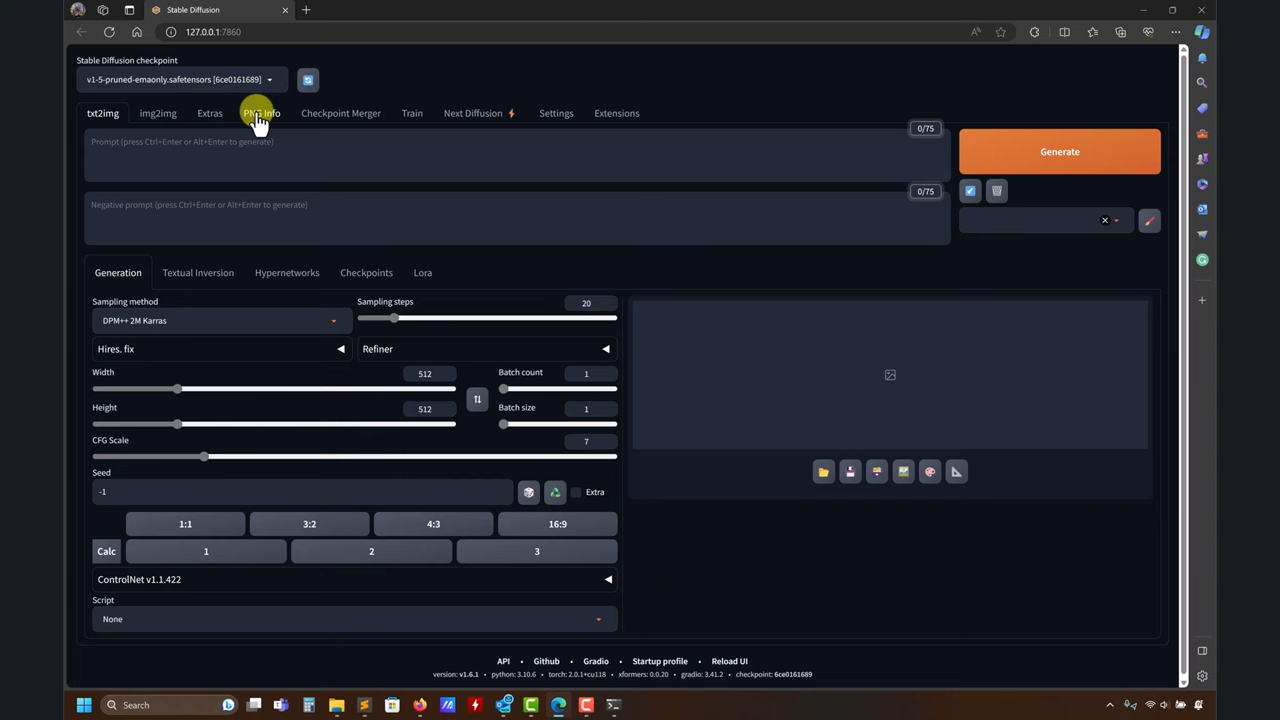 Stable Diffusion
127.0.0.1:7860
Stable Diffusion checkpoint
v1-5-pruned-emaonly.safetensors [6ce0161689]
txt2img img2img Extras PNG Info Checkpoint Merger Train Next Diffusion Settings Extensions
0/75
Prompt (press Ctrl+Enter or Alt+Enter to generate)
Generate
0/75
Negative prompt (press Ctrl+Enter or Alt+Enter to generate)
Generation Textual Inversion Hypernetworks Checkpoints Lora
Sampling method Sampling steps 20
DPM++ 2M Karras
Hires. fix Refiner
Width 512 Batch count 1
Height 512 Batch size 1
CFG Scale 7
Seed
-1 Extra
1:1 3:2 4:3 16:9
Calc 1 2 3
ControlNet v1.1.422
Script
None
API • Github • Gradio • Startup profile • Reload UI
version: v1.6.1 • python: 3.10.6 • torch: 2.0.1+cu118 • xformers: 0.0.20 • gradio: 3.41.2 • checkpoint: 6ce0161689
Search